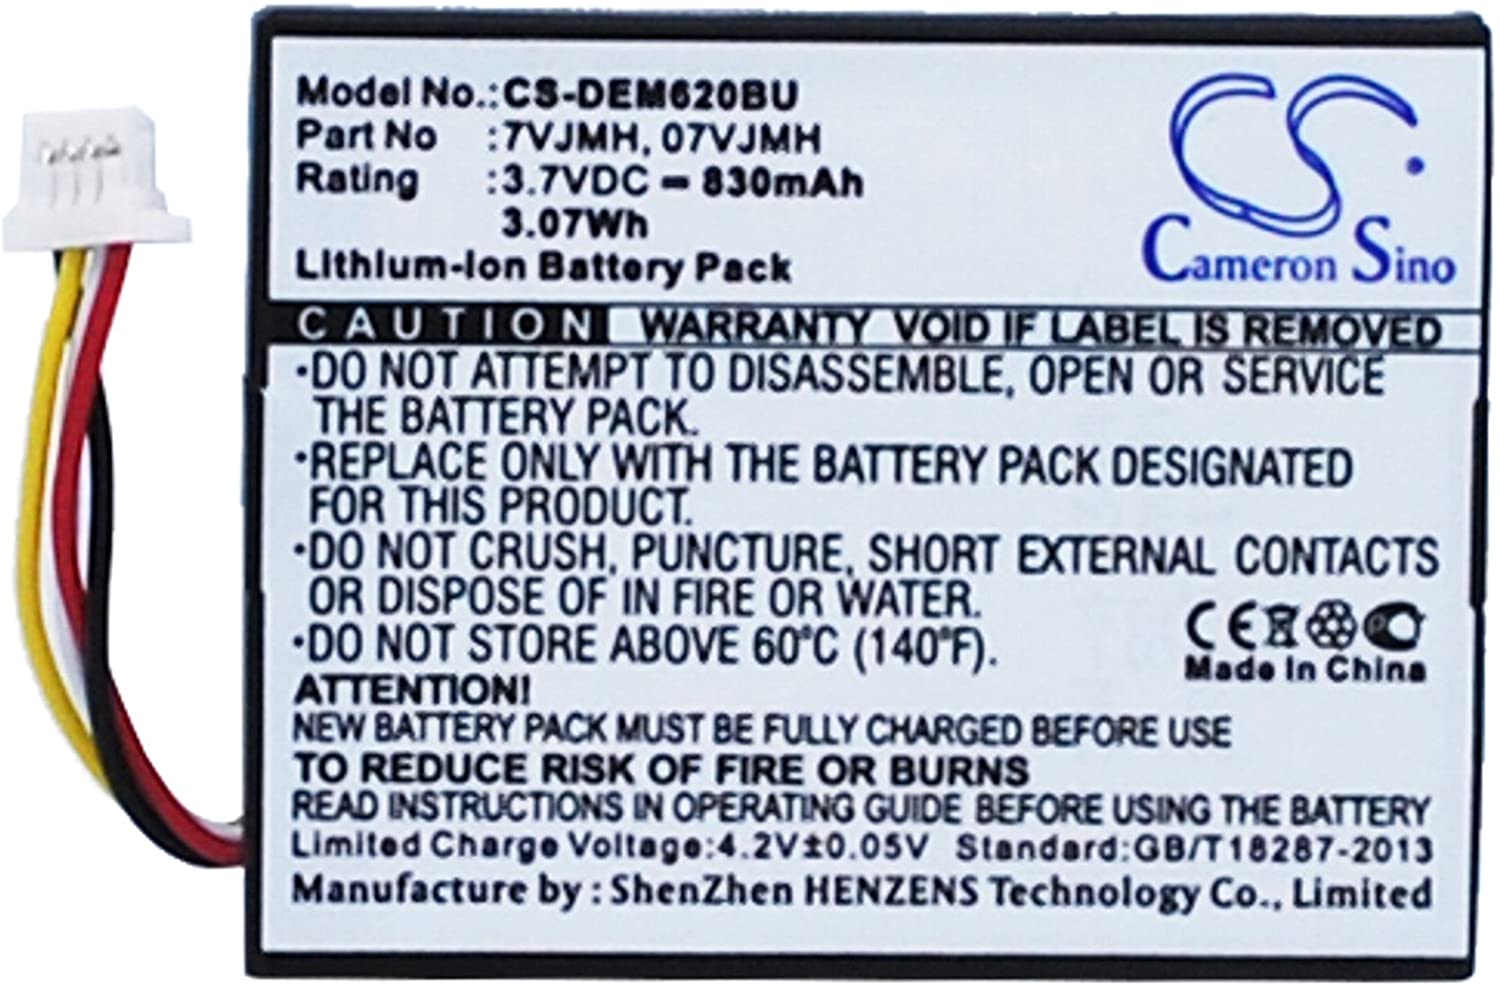 Model No.:CS-DEM620BU
Part No :7VJMH, 07VJMH
Rating :3.7VDC ⎓ 830mAh
3.07Wh
Lithium-Ion Battery Pack
CS
Cameron Sino
CAUTION WARRANTY VOID IF LABEL IS REMOVED
·DO NOT ATTEMPT TO DISASSEMBLE, OPEN OR SERVICE
THE BATTERY PACK.
·REPLACE ONLY WITH THE BATTERY PACK DESIGNATED
FOR THIS PRODUCT.
·DO NOT CRUSH, PUNCTURE, SHORT EXTERNAL CONTACTS
OR DISPOSE OF IN FIRE OR WATER.
·DO NOT STORE ABOVE 60°C (140°F).
CE
Made In China
ATTENTION!
NEW BATTERY PACK MUST BE FULLY CHARGED BEFORE USE
TO REDUCE RISK OF FIRE OR BURNS
READ INSTRUCTIONS IN OPERATING GUIDE BEFORE USING THE BATTERY
Limited Charge Voltage:4.2V±0.05V Standard:GB/T18287-2013
Manufacture by : ShenZhen HENZENS Technology Co., Limited